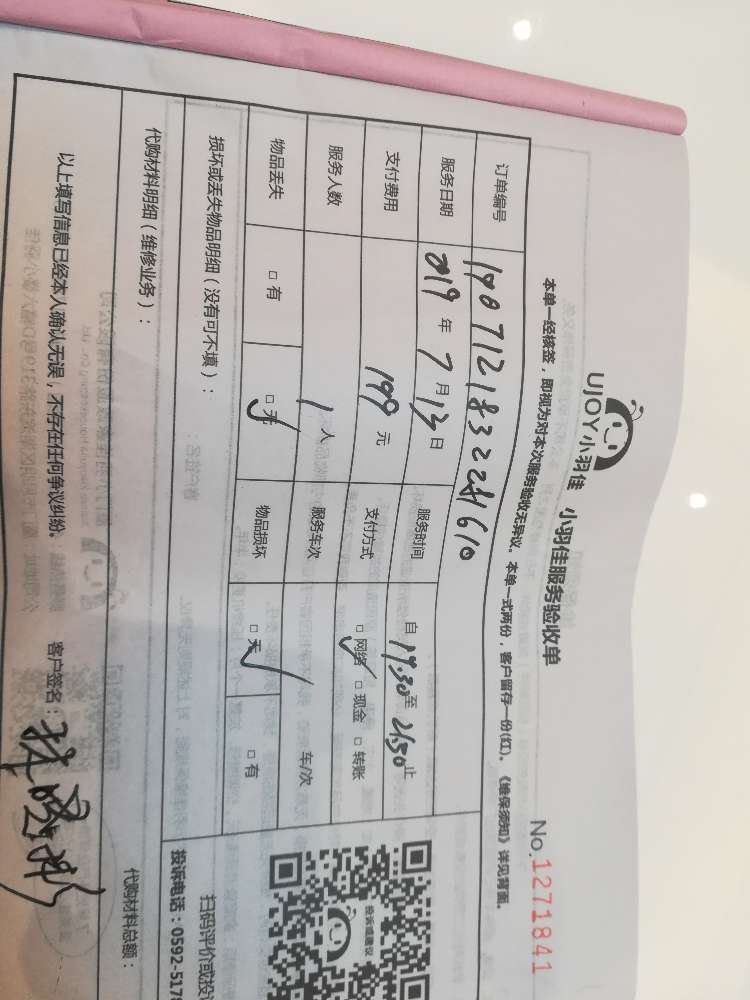 UJOY小羽佳 小羽佳服务验收单
No.1271841
本单一经核签，即视为对本次服务验收无异议。本单一式两份，客户留存一份(红)。《维保须知》详见背面。
订单编号
服务日期 2019 年 7 月 13 日 服务时间 自 19:30 至 21:30 止
支付费用 199 元 支付方式 □ 网络 □ 现金 □ 转账
服务人数 1 人 服务车次 车/次
物品丢失 □ 有 □ 无 物品损坏 □ 无 □ 有
损坏或丢失物品明细（没有可不填）：
扫码评价或投
投诉电话：0592-5178
投诉或建议
代购材料明细（维修业务）：
代购材料总额：
以上填写信息已经本人确认无误，不存在任何争议纠纷。 客户签名：